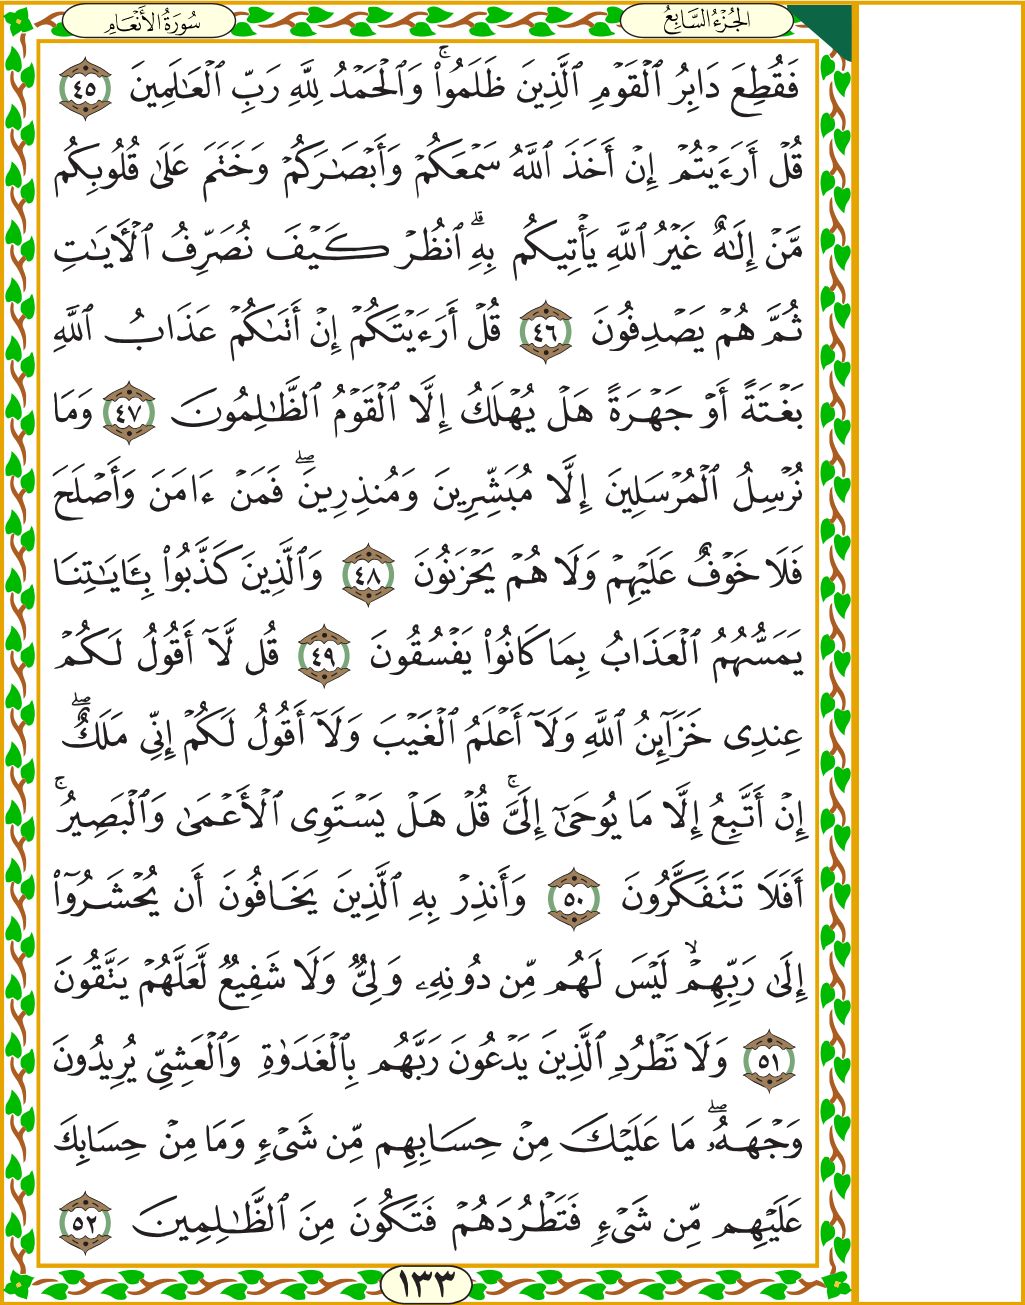 الجُزْءُ السَّابِعُ
سُورَةُ الأَنْعَامِ
فَقُطِعَ دَابِرُ ٱلْقَوْمِ ٱلَّذِينَ ظَلَمُوا۟ ۚ وَٱلْحَمْدُ لِلَّهِ رَبِّ ٱلْعَـٰلَمِينَ ٤٥
قُلْ أَرَءَيْتُمْ إِنْ أَخَذَ ٱللَّهُ سَمْعَكُمْ وَأَبْصَـٰرَكُمْ وَخَتَمَ عَلَىٰ قُلُوبِكُم
مَّنْ إِلَـٰهٌ غَيْرُ ٱللَّهِ يَأْتِيكُم بِهِ ۗ ٱنظُرْ كَيْفَ نُصَرِّفُ ٱلْـَٔايَـٰتِ
ثُمَّ هُمْ يَصْدِفُونَ ٤٦ قُلْ أَرَءَيْتَكُمْ إِنْ أَتَىٰكُمْ عَذَابُ ٱللَّهِ
بَغْتَةً أَوْ جَهْرَةً هَلْ يُهْلَكُ إِلَّا ٱلْقَوْمُ ٱلظَّـٰلِمُونَ ٤٧ وَمَا
نُرْسِلُ ٱلْمُرْسَلِينَ إِلَّا مُبَشِّرِينَ وَمُنذِرِينَ ۖ فَمَنْ ءَامَنَ وَأَصْلَحَ
فَلَا خَوْفٌ عَلَيْهِمْ وَلَا هُمْ يَحْزَنُونَ ٤٨ وَٱلَّذِينَ كَذَّبُوا۟ بِـَٔايَـٰتِنَا
يَمَسُّهُمُ ٱلْعَذَابُ بِمَا كَانُوا۟ يَفْسُقُونَ ٤٩ قُل لَّآ أَقُولُ لَكُمْ
عِندِى خَزَآئِنُ ٱللَّهِ وَلَآ أَعْلَمُ ٱلْغَيْبَ وَلَآ أَقُولُ لَكُمْ إِنِّى مَلَكٌ ۖ
إِنْ أَتَّبِعُ إِلَّا مَا يُوحَىٰٓ إِلَىَّ ۚ قُلْ هَلْ يَسْتَوِى ٱلْأَعْمَىٰ وَٱلْبَصِيرُ ۚ
أَفَلَا تَتَفَكَّرُونَ ٥٠ وَأَنذِرْ بِهِ ٱلَّذِينَ يَخَافُونَ أَن يُحْشَرُوٓا۟
إِلَىٰ رَبِّهِمْ ۙ لَيْسَ لَهُم مِّن دُونِهِۦ وَلِىٌّ وَلَا شَفِيعٌ لَّعَلَّهُمْ يَتَّقُونَ
٥١ وَلَا تَطْرُدِ ٱلَّذِينَ يَدْعُونَ رَبَّهُم بِٱلْغَدَوٰةِ وَٱلْعَشِىِّ يُرِيدُونَ
وَجْهَهُۥ ۖ مَا عَلَيْكَ مِنْ حِسَابِهِم مِّن شَىْءٍ وَمَا مِنْ حِسَابِكَ
عَلَيْهِم مِّن شَىْءٍ فَتَطْرُدَهُمْ فَتَكُونَ مِنَ ٱلظَّـٰلِمِينَ ٥٢
١٣٣